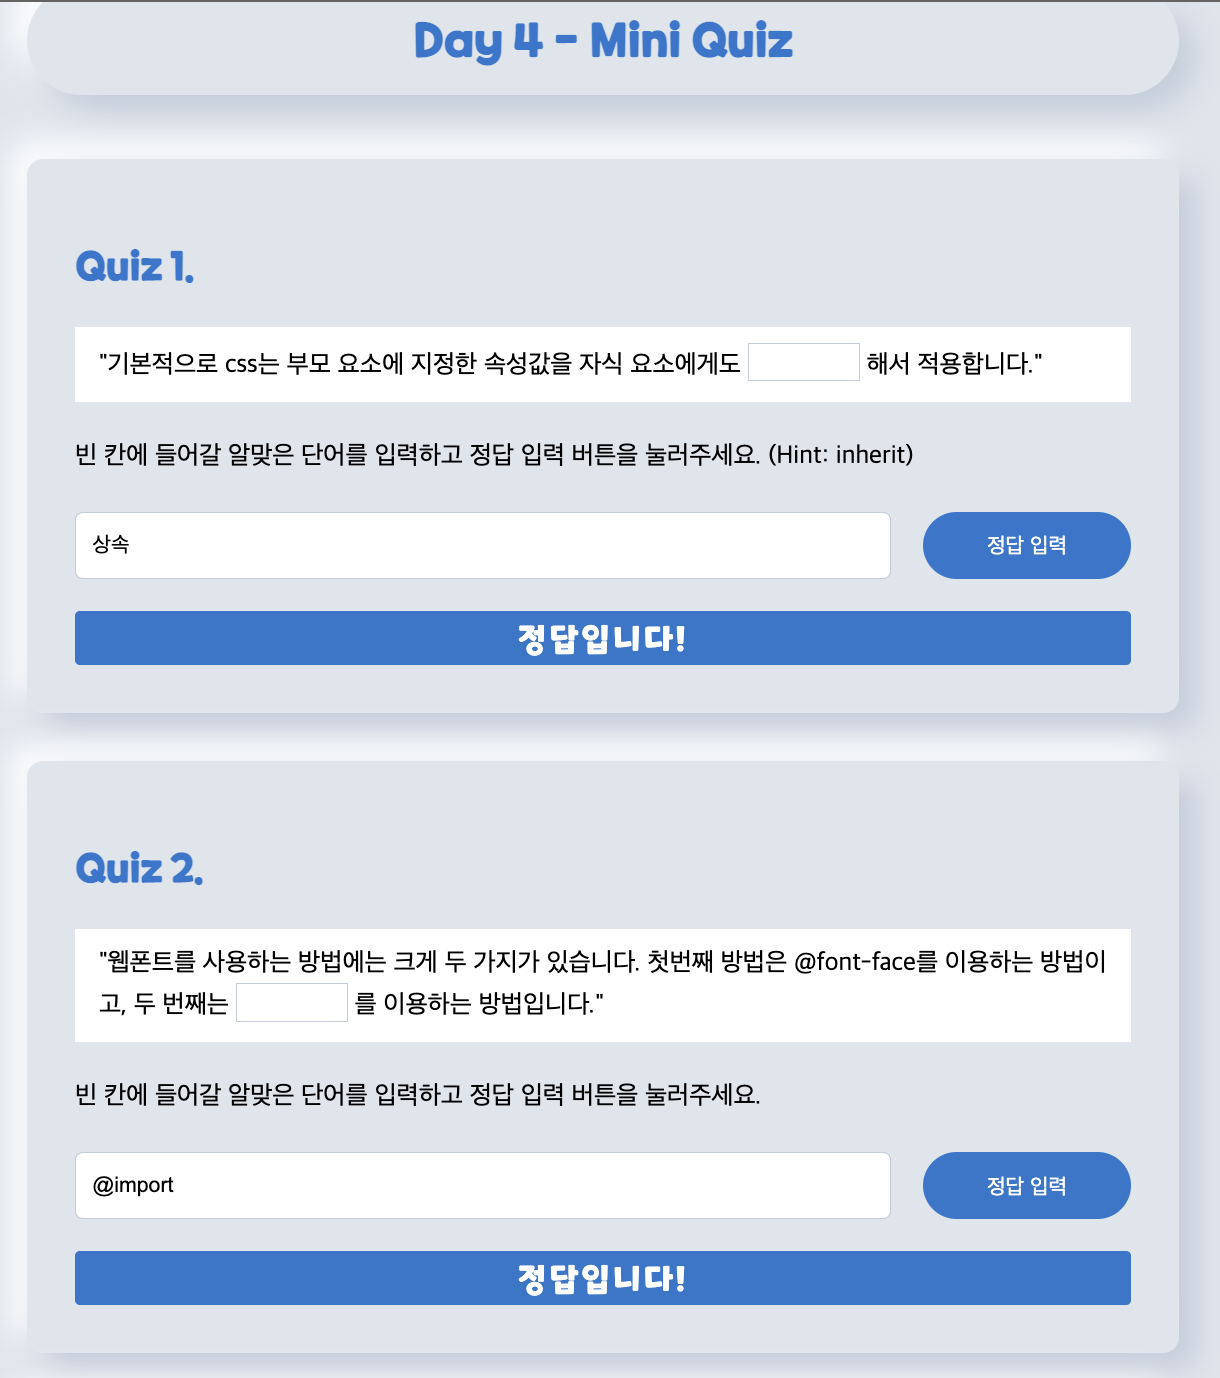 Day 4 - Mini Quiz
Quiz 1.
"기본적으로 css는 부모 요소에 지정한 속성값을 자식 요소에게도 해서 적용합니다."
빈 칸에 들어갈 알맞은 단어를 입력하고 정답 입력 버튼을 눌러주세요. (Hint: inherit)
상속
정답 입력
정답입니다!
Quiz 2.
"웹폰트를 사용하는 방법에는 크게 두 가지가 있습니다. 첫번째 방법은 @font-face를 이용하는 방법이
고, 두 번째는 를 이용하는 방법입니다."
빈 칸에 들어갈 알맞은 단어를 입력하고 정답 입력 버튼을 눌러주세요.
@import
정답 입력
정답입니다!